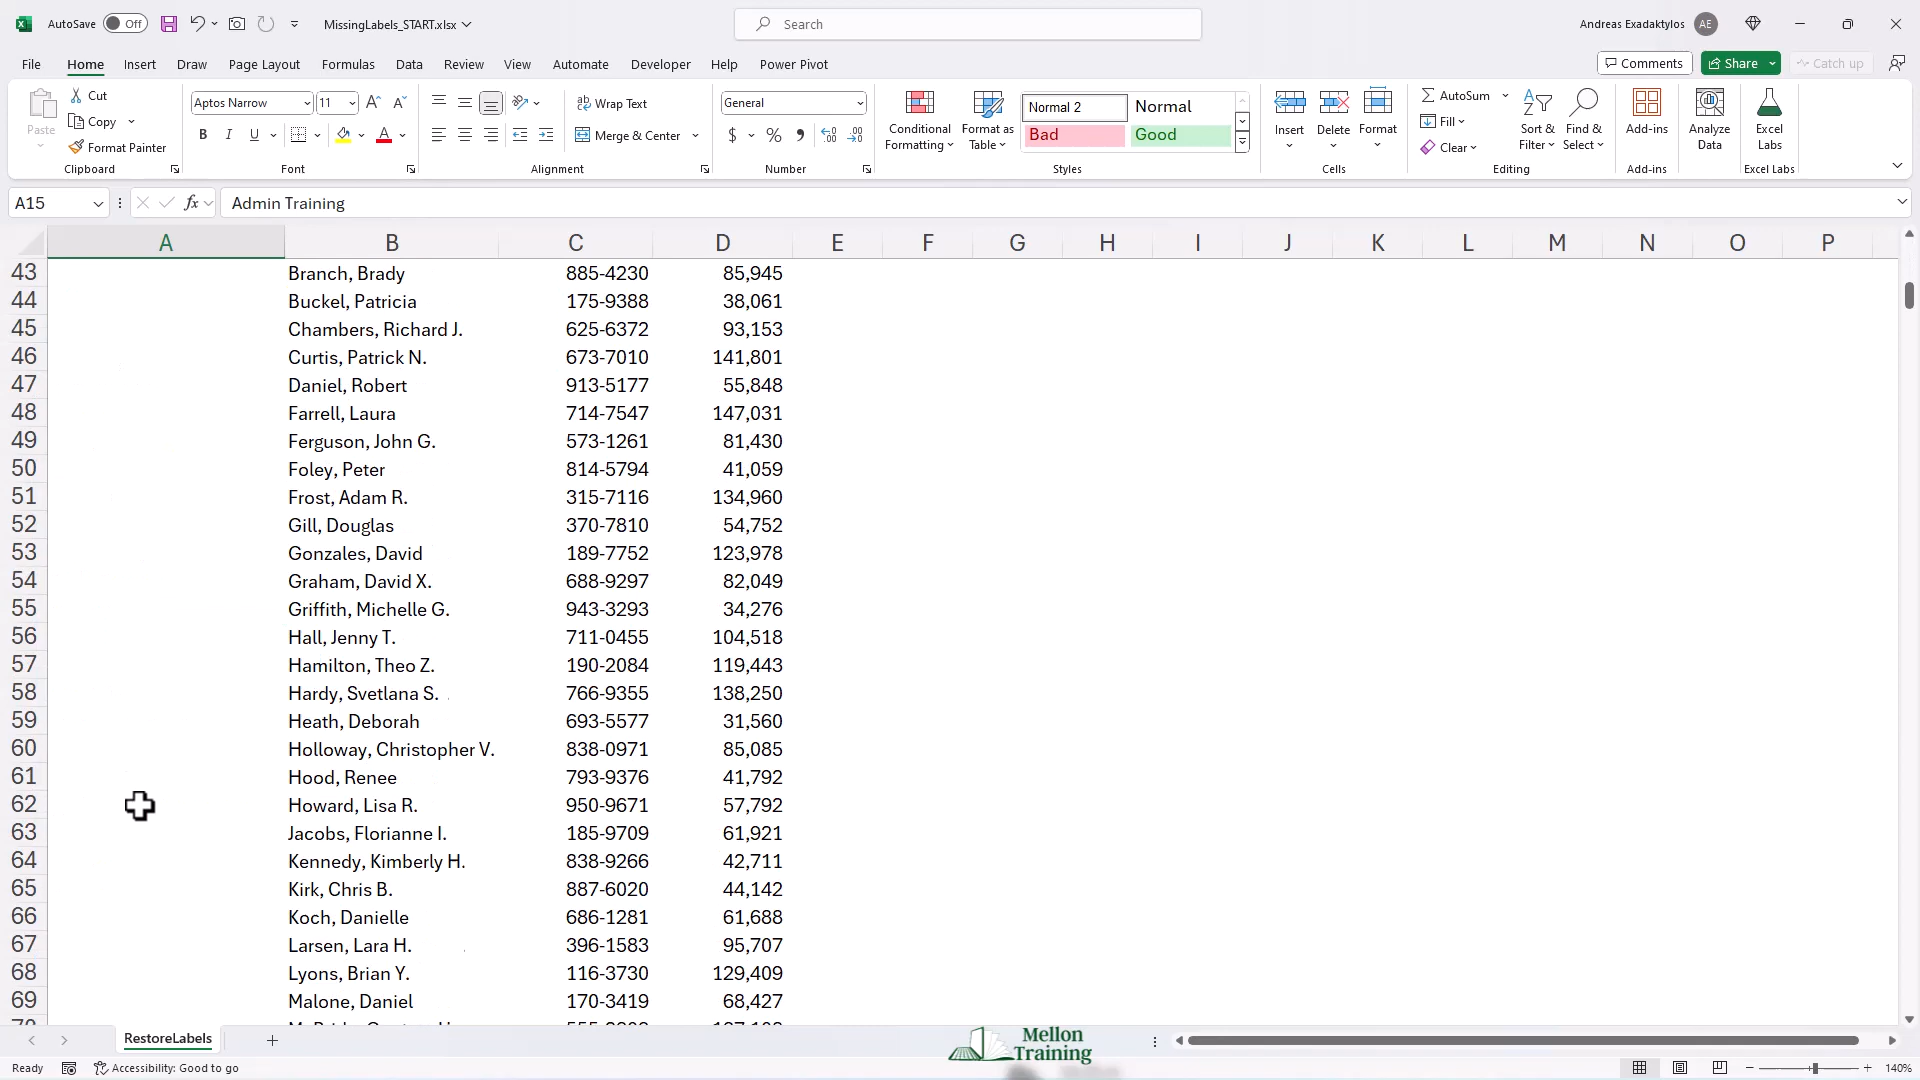 AutoSave Off MissingLabels_START.xlsx Search Andreas Exadaktylos AE
File Home Insert Draw Page Layout Formulas Data Review View Automate Developer Help Power Pivot Comments Share Catch up
Paste Cut Copy Format Painter Clipboard
Aptos Narrow 11 B I U A Font
ab Wrap Text Merge & Center Alignment
General $ % , Number
Conditional Formatting Format as Table Normal 2 Normal Bad Good Styles
Insert Delete Format Cells
AutoSum Fill Clear Sort & Filter Find & Select Editing
Add-ins Add-ins Analyze Data Excel Labs Excel Labs
A15 fx Admin Training
A B C D E F G H I J K L M N O P
43 Branch, Brady 885-4230 85,945
44 Buckel, Patricia 175-9388 38,061
45 Chambers, Richard J. 625-6372 93,153
46 Curtis, Patrick N. 673-7010 141,801
47 Daniel, Robert 913-5177 55,848
48 Farrell, Laura 714-7547 147,031
49 Ferguson, John G. 573-1261 81,430
50 Foley, Peter 814-5794 41,059
51 Frost, Adam R. 315-7116 134,960
52 Gill, Douglas 370-7810 54,752
53 Gonzales, David 189-7752 123,978
54 Graham, David X. 688-9297 82,049
55 Griffith, Michelle G. 943-3293 34,276
56 Hall, Jenny T. 711-0455 104,518
57 Hamilton, Theo Z. 190-2084 119,443
58 Hardy, Svetlana S. 766-9355 138,250
59 Heath, Deborah 693-5577 31,560
60 Holloway, Christopher V. 838-0971 85,085
61 Hood, Renee 793-9376 41,792
62 Howard, Lisa R. 950-9671 57,792
63 Jacobs, Florianne I. 185-9709 61,921
64 Kennedy, Kimberly H. 838-9266 42,711
65 Kirk, Chris B. 887-6020 44,142
66 Koch, Danielle 686-1281 61,688
67 Larsen, Lara H. 396-1583 95,707
68 Lyons, Brian Y. 116-3730 129,409
69 Malone, Daniel 170-3419 68,427
RestoreLabels
Mellon
Training
Ready Accessibility: Good to go 140%